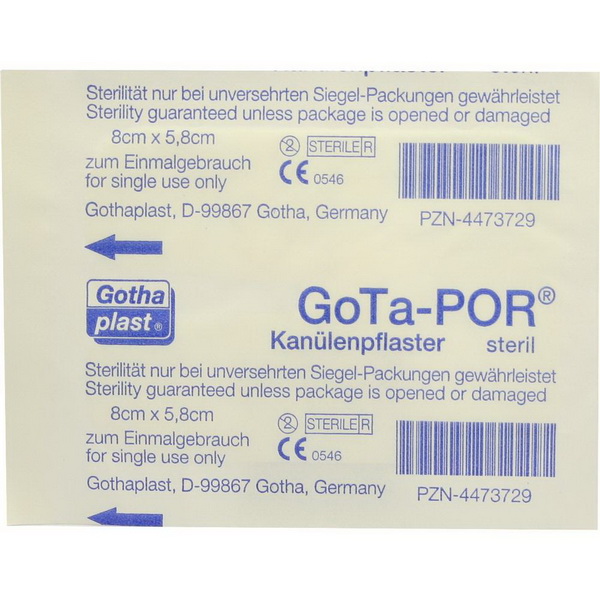 Kanülenpflaster steril
Sterilität nur bei unversehrten Siegel-Packungen gewährleistet
Sterility guaranteed unless package is opened or damaged
8cm x 5,8cm
STERILE R
zum Einmalgebrauch
CE 0546
for single use only
Gothaplast, D-99867 Gotha, Germany
PZN-4473729
Gotha
plast®
GoTa-POR®
Kanülenpflaster steril
Sterilität nur bei unversehrten Siegel-Packungen gewährleistet
Sterility guaranteed unless package is opened or damaged
8cm x 5,8cm
STERILE R
zum Einmalgebrauch
CE 0546
for single use only
Gothaplast, D-99867 Gotha, Germany
PZN-4473729